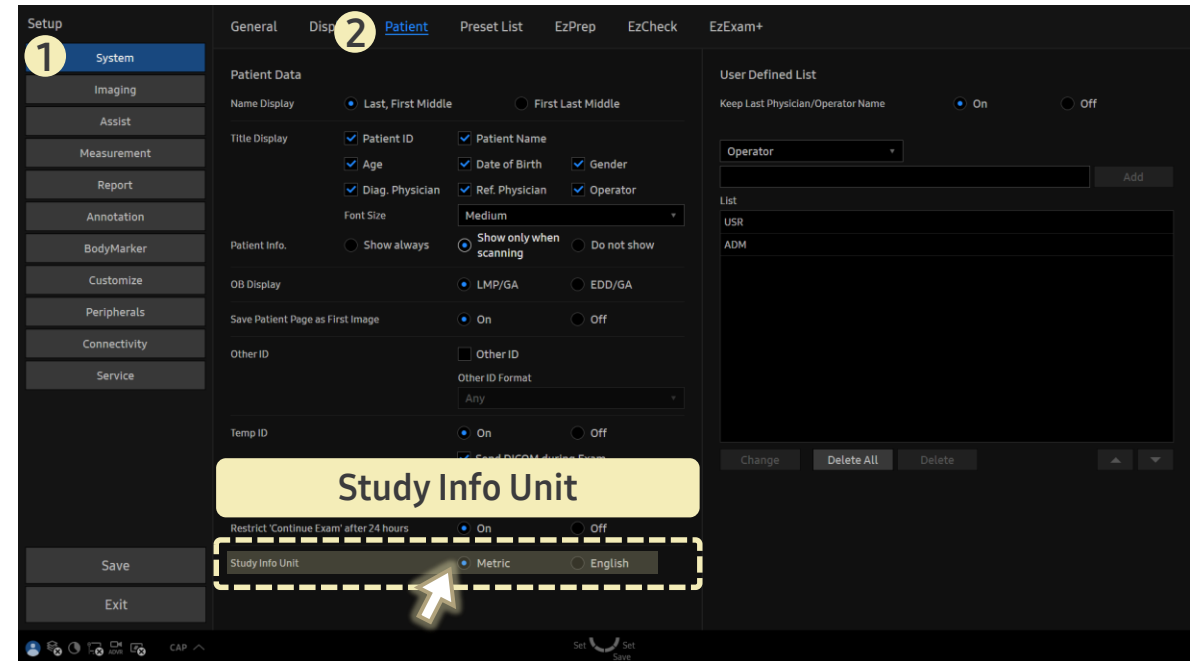 Setup
General Disp 2 Patient Preset List EzPrep EzCheck EzExam+
1 System
Imaging
Assist
Measurement
Report
Annotation
BodyMarker
Customize
Peripherals
Connectivity
Service
Save
Exit
Patient Data
Name Display Last, First Middle First Last Middle
Title Display Patient ID Patient Name
Age Date of Birth Gender
Diag. Physician Ref. Physician Operator
Font Size Medium
Patient Info. Show always Show only when scanning Do not show
OB Display LMP/GA EDD/GA
Save Patient Page as First Image On Off
Other ID Other ID
Other ID Format
Any
Temp ID On Off
Send DICOM during Exam
Study Info Unit
Restrict 'Continue Exam' after 24 hours On Off
Study Info Unit Metric English
User Defined List
Keep Last Physician/Operator Name On Off
Operator
Add
List
USR
ADM
Change Delete All Delete
CAP
Set Set
Save